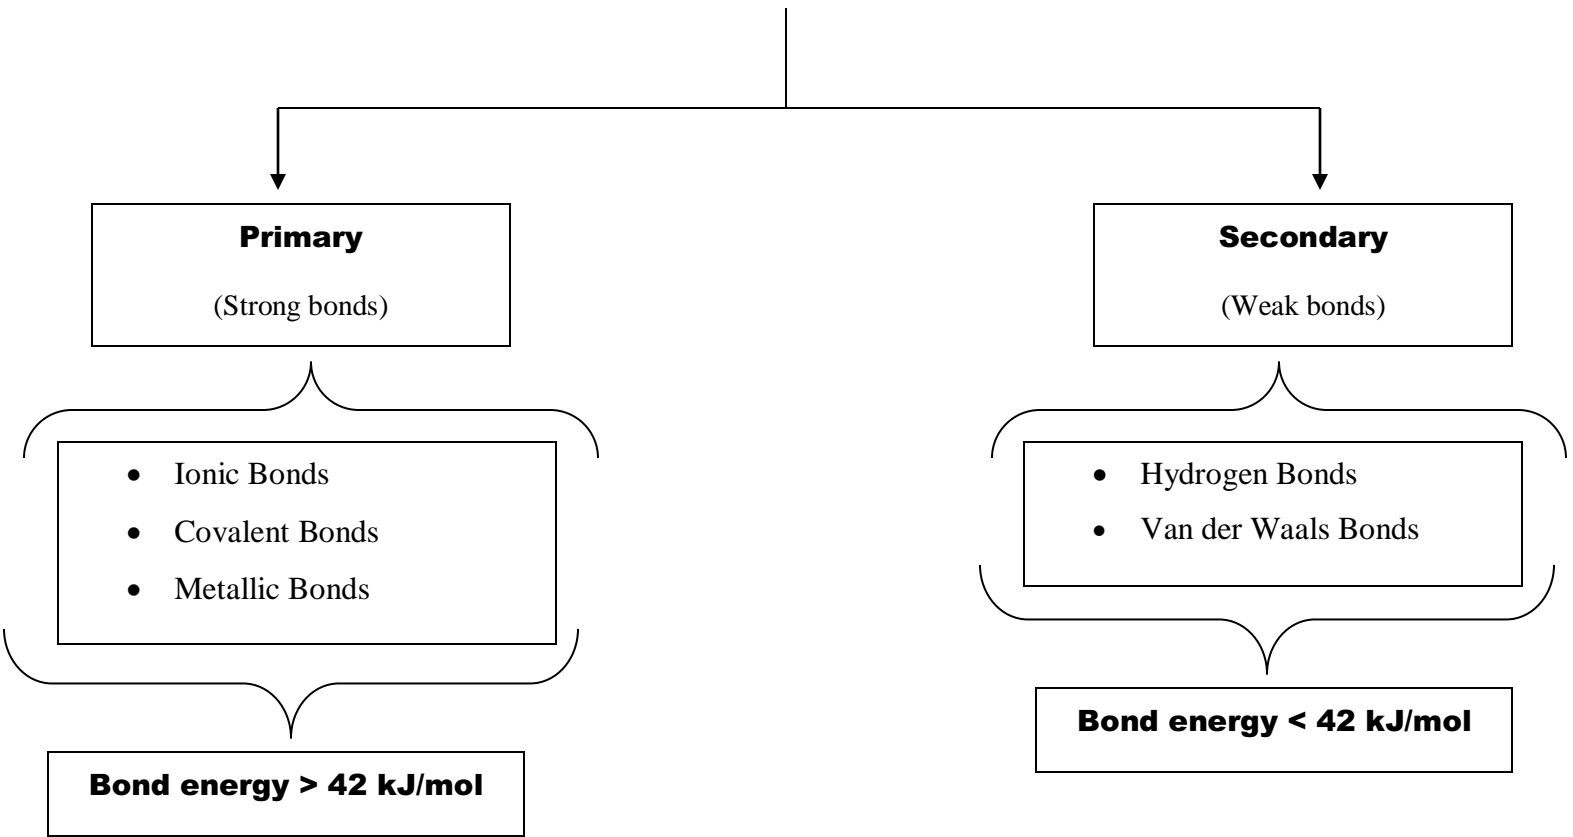 Primary
(Strong bonds)
• Ionic Bonds
• Covalent Bonds
• Metallic Bonds
Bond energy > 42 kJ/mol
Secondary
(Weak bonds)
• Hydrogen Bonds
• Van der Waals Bonds
Bond energy < 42 kJ/mol